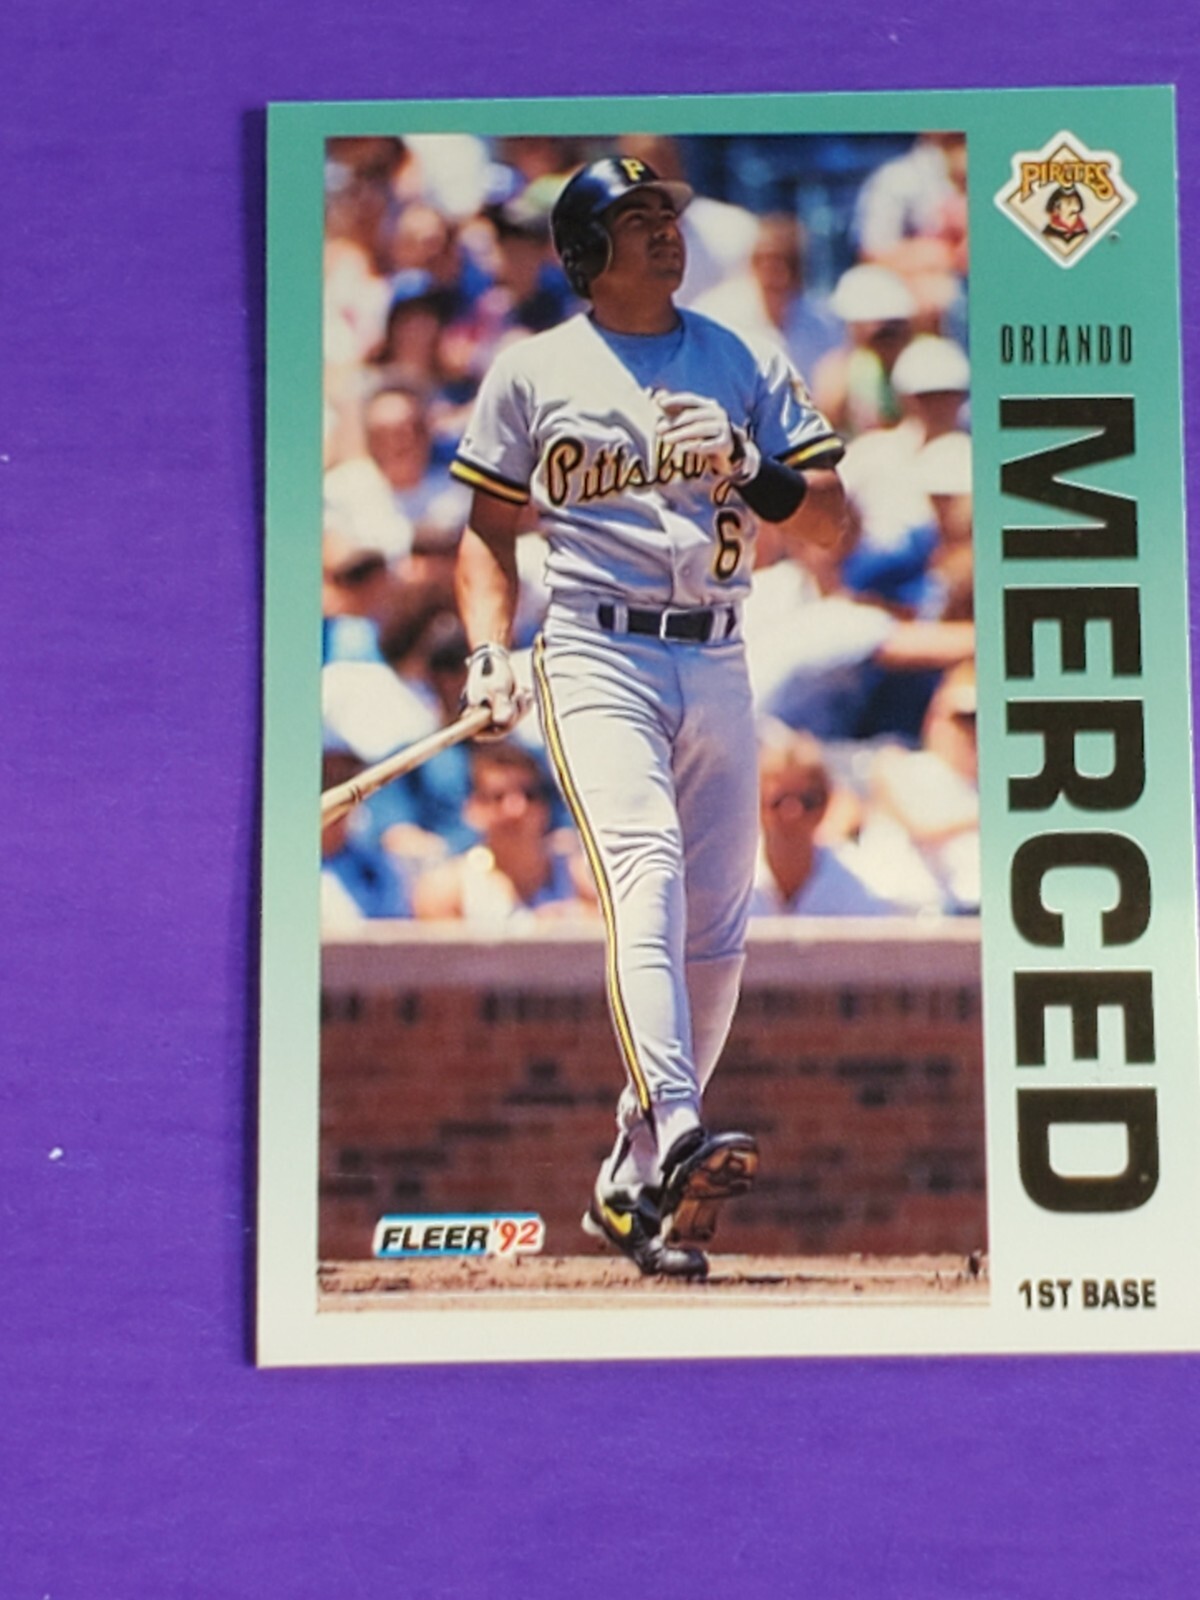 PIRATES
ORLANDO
MERCED
P
Pittsbu
6
FLEER '92
1ST BASE